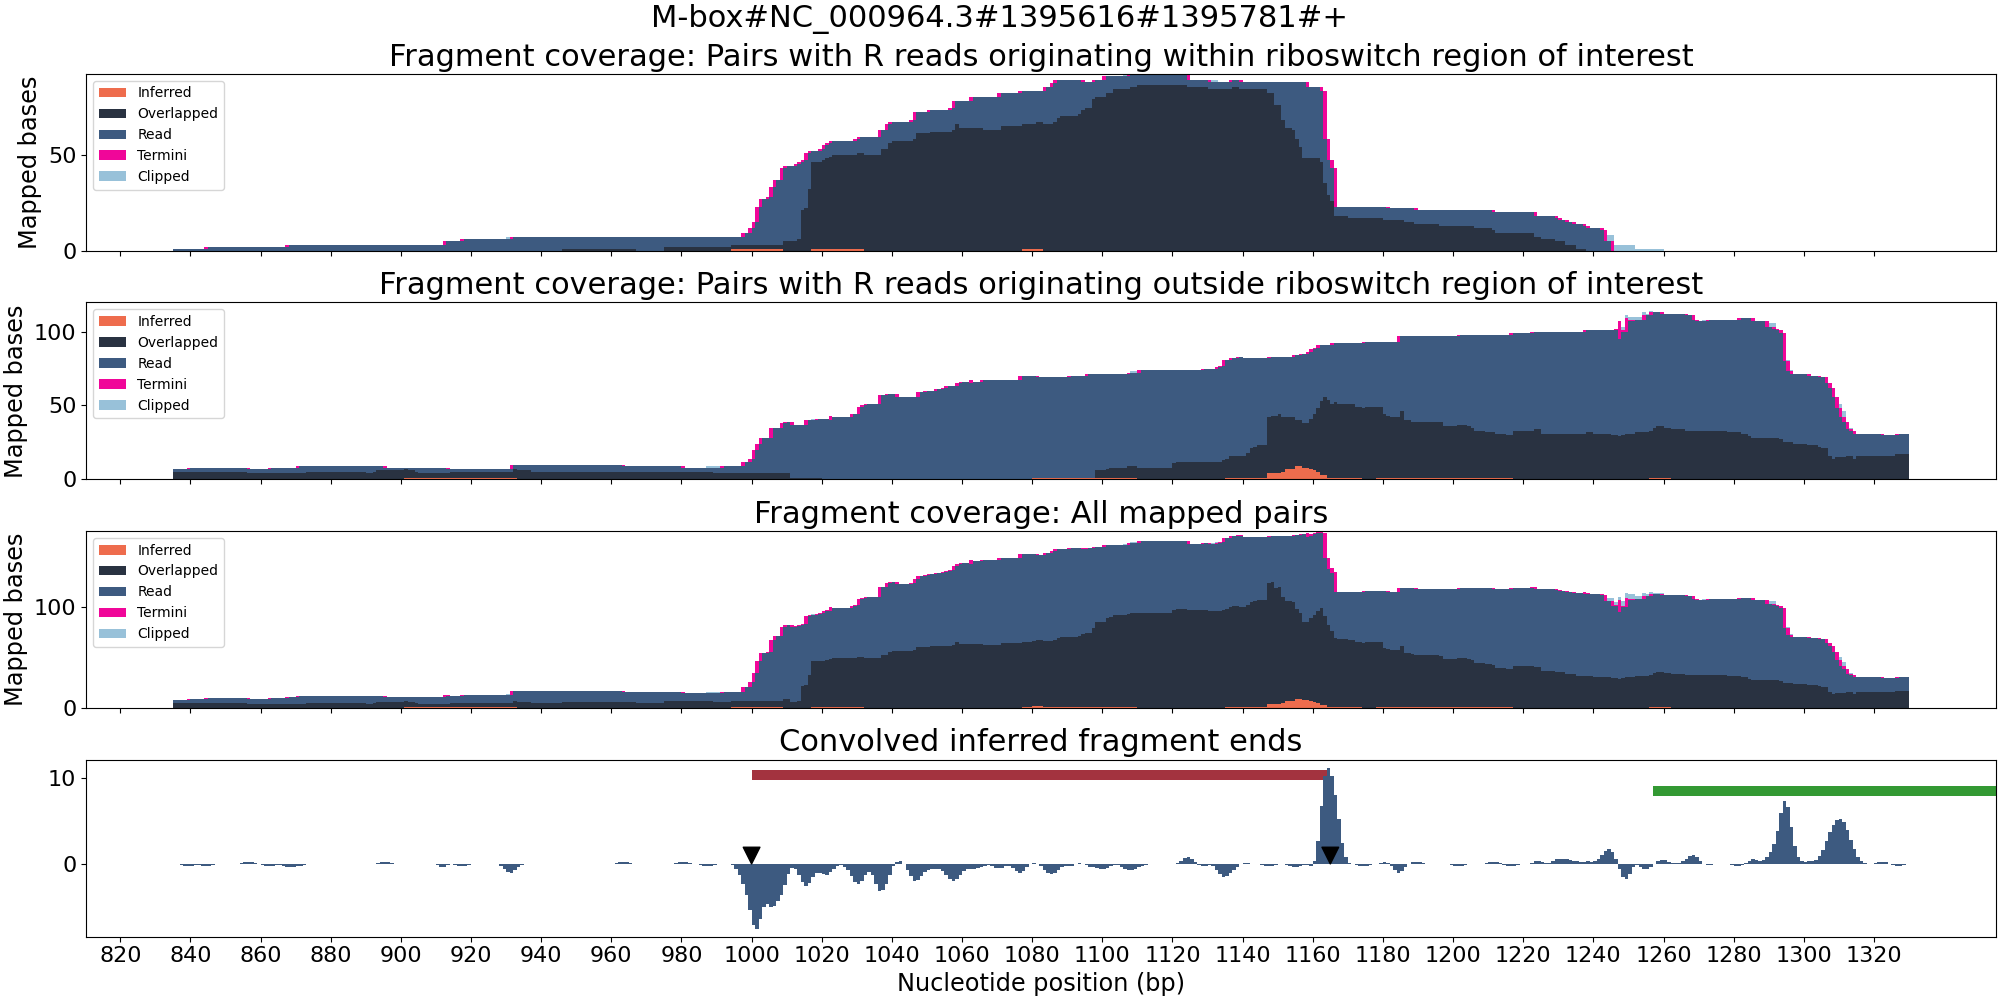 M-box#NC_000964.3#1395616#1395781#+
Fragment coverage: Pairs with R reads originating within riboswitch region of interest
Mapped bases
50
0
Inferred
Overlapped
Read
Termini
Clipped
Fragment coverage: Pairs with R reads originating outside riboswitch region of interest
Mapped bases
100
50
0
Inferred
Overlapped
Read
Termini
Clipped
Fragment coverage: All mapped pairs
Mapped bases
100
0
Inferred
Overlapped
Read
Termini
Clipped
Convolved inferred fragment ends
10
0
820 840 860 880 900 920 940 960 980 1000 1020 1040 1060 1080 1100 1120 1140 1160 1180 1200 1220 1240 1260 1280 1300 1320
Nucleotide position (bp)